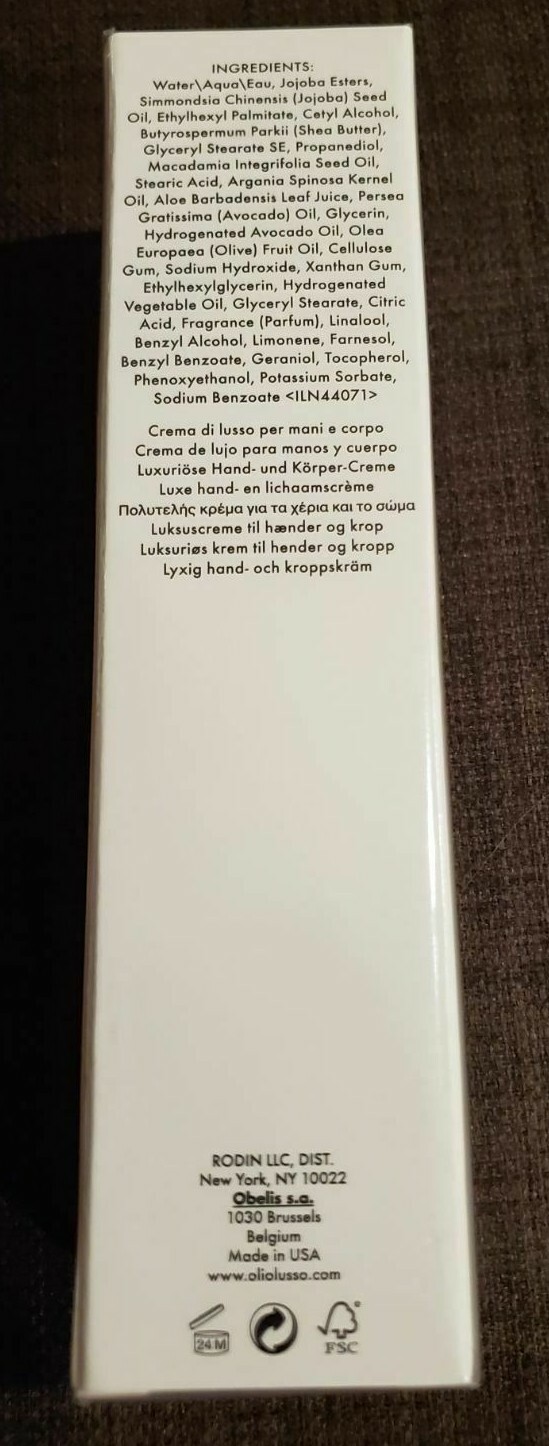 INGREDIENTS:
Water\Aqua\Eau, Jojoba Esters,
Simmondsia Chinensis (Jojoba) Seed
Oil, Ethylhexyl Palmitate, Cetyl Alcohol,
Butyrospermum Parkii (Shea Butter),
Glyceryl Stearate SE, Propanediol,
Macadamia Integrifolia Seed Oil,
Stearic Acid, Argania Spinosa Kernel
Oil, Aloe Barbadensis Leaf Juice, Persea
Gratissima (Avocado) Oil, Glycerin,
Hydrogenated Avocado Oil, Olea
Europaea (Olive) Fruit Oil, Cellulose
Gum, Sodium Hydroxide, Xanthan Gum,
Ethylhexylglycerin, Hydrogenated
Vegetable Oil, Glyceryl Stearate, Citric
Acid, Fragrance (Parfum), Linalool,
Benzyl Alcohol, Limonene, Farnesol,
Benzyl Benzoate, Geraniol, Tocopherol,
Phenoxyethanol, Potassium Sorbate,
Sodium Benzoate <ILN44071>
Crema di lusso per mani e corpo
Crema de lujo para manos y cuerpo
Luxuriöse Hand- und Körper-Creme
Luxe hand- en lichaamscrème
Πολυτελής κρέμα για τα χέρια και το σώμα
Luksuscreme til hænder og krop
Luksuriøs krem til hender og kropp
Lyxig hand- och kroppskräm
RODIN LLC, DIST.
New York, NY 10022
Obelis s.a.
1030 Brussels
Belgium
Made in USA
www.oliolusso.com
24 M
FSC